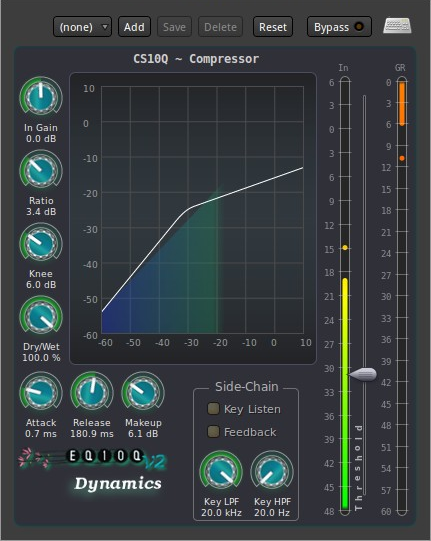 (none) Add Save Delete Reset Bypass
CS10Q ~ Compressor
In GR
In Gain
0.0 dB
Ratio
3.4 dB
Knee
6.0 dB
Dry/Wet
100.0 %
10
0
-10
-20
-30
-40
-50
-60
-60 -50 -40 -30 -20 -10 0 10
6
3
0
3
6
9
12
15
18
21
24
27
30
33
36
39
42
45
48
Threshold
0
3
6
9
12
15
18
21
24
27
30
33
36
39
42
45
48
51
54
57
60
Attack
0.7 ms
Release
180.9 ms
Makeup
6.1 dB
Side-Chain
Key Listen
Feedback
Key LPF
20.0 kHz
Key HPF
20.0 Hz
EQ10Q V2
Dynamics